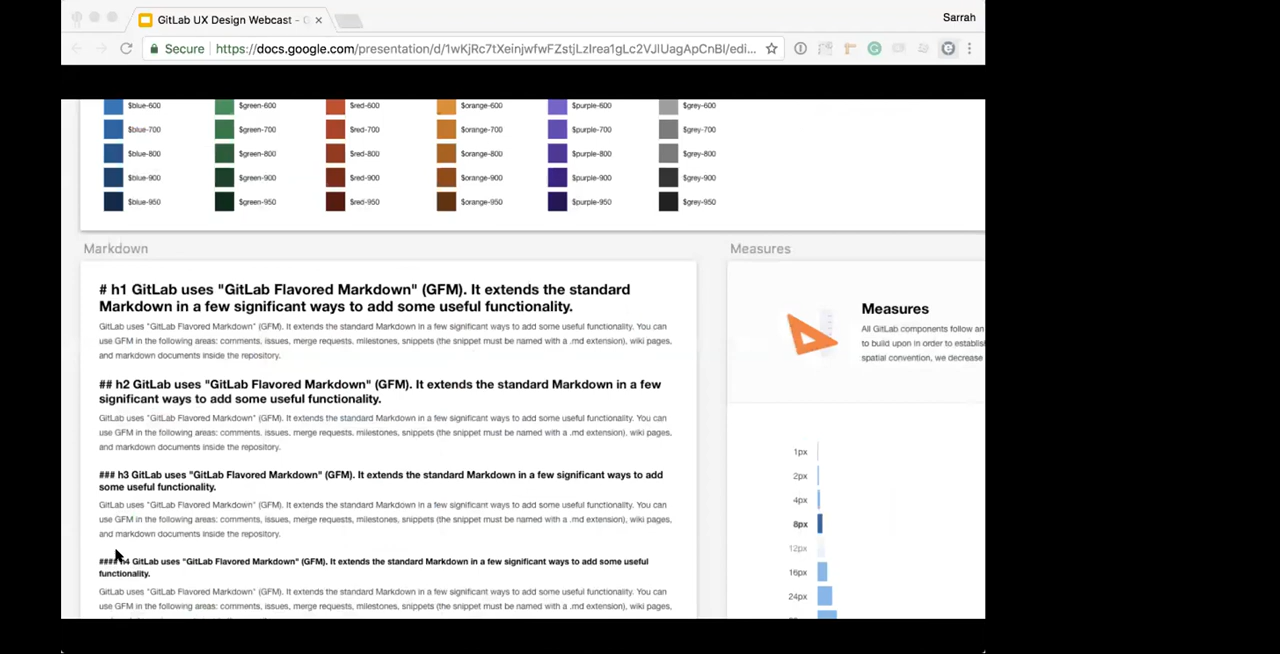 GitLab UX Design Webcast -
Sarrah
Secure
https://docs.google.com/presentation/d/1wKjRc7tXeinjwfwFZstjLzIrea1gLc2VJlUagApCnBI/edi...
$blue-600 $green-600 $red-600 $orange-600 $purple-600 $grey-600
$blue-700 $green-700 $red-700 $orange-700 $purple-700 $grey-700
$blue-800 $green-800 $red-800 $orange-800 $purple-800 $grey-800
$blue-900 $green-900 $red-900 $orange-900 $purple-900 $grey-900
$blue-950 $green-950 $red-950 $orange-950 $purple-950 $grey-950
Markdown
# h1 GitLab uses "GitLab Flavored Markdown" (GFM). It extends the standard
Markdown in a few significant ways to add some useful functionality.
GitLab uses "GitLab Flavored Markdown" (GFM). It extends the standard Markdown in a few significant ways to add some useful functionality. You can
use GFM in the following areas: comments, issues, merge requests, milestones, snippets (the snippet must be named with a .md extension), wiki pages,
and markdown documents inside the repository.
## h2 GitLab uses "GitLab Flavored Markdown" (GFM). It extends the standard Markdown in a few
significant ways to add some useful functionality.
GitLab uses "GitLab Flavored Markdown" (GFM). It extends the standard Markdown in a few significant ways to add some useful functionality. You can
use GFM in the following areas: comments, issues, merge requests, milestones, snippets (the snippet must be named with a .md extension), wiki pages,
and markdown documents inside the repository.
### h3 GitLab uses "GitLab Flavored Markdown" (GFM). It extends the standard Markdown in a few significant ways to add
some useful functionality.
GitLab uses "GitLab Flavored Markdown" (GFM). It extends the standard Markdown in a few significant ways to add some useful functionality. You can
use GFM in the following areas: comments, issues, merge requests, milestones, snippets (the snippet must be named with a .md extension), wiki pages,
and markdown documents inside the repository.
#### h4 GitLab uses "GitLab Flavored Markdown" (GFM). It extends the standard Markdown in a few significant ways to add some useful
functionality.
GitLab uses "GitLab Flavored Markdown" (GFM). It extends the standard Markdown in a few significant ways to add some useful functionality. You can
use GFM in the following areas: comments, issues, merge requests, milestones, snippets (the snippet must be named with a .md extension), wiki pages,
Measures
Measures
All GitLab components follow an
to build upon in order to establis
spatial convention, we decrease
1px
2px
4px
8px
12px
16px
24px